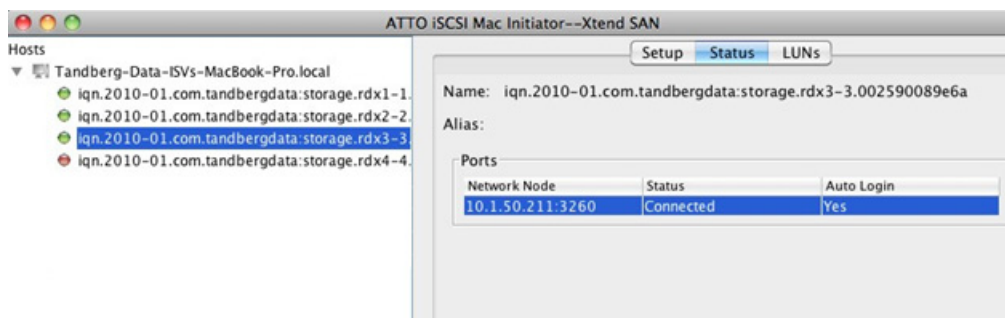 ATTO iSCSI Mac Initiator--Xtend SAN
Hosts
Tandberg-Data-ISVs-MacBook-Pro.local
iqn.2010-01.com.tandbergdata:storage.rdx1-1.
iqn.2010-01.com.tandbergdata:storage.rdx2-2.
iqn.2010-01.com.tandbergdata:storage.rdx3-3.
iqn.2010-01.com.tandbergdata:storage.rdx4-4.
Setup Status LUNs
Name: iqn.2010-01.com.tandbergdata:storage.rdx3-3.002590089e6a
Alias:
Ports
Network Node Status Auto Login
10.1.50.211:3260 Connected Yes